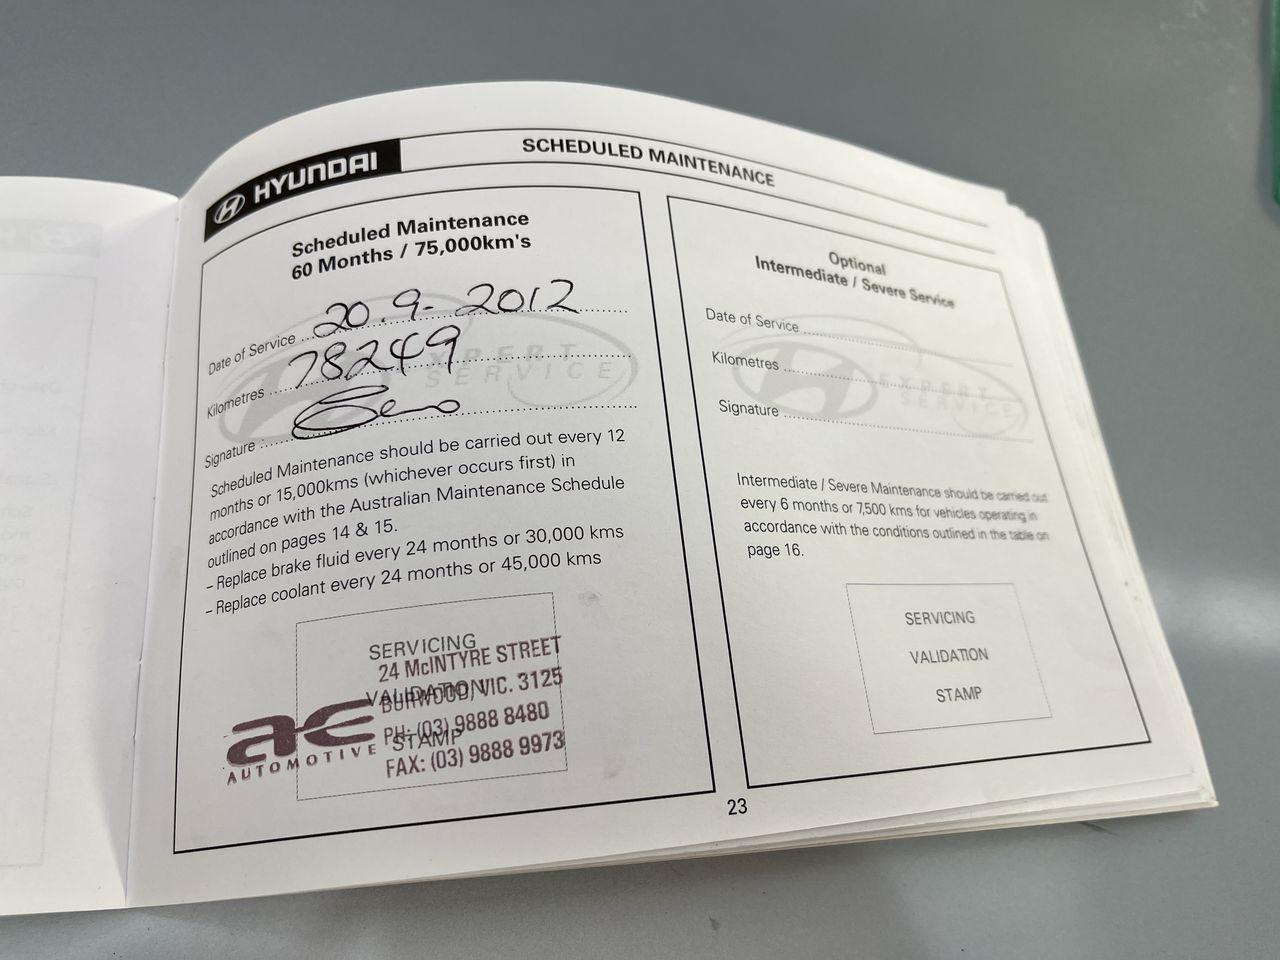 HYUNDAI
SCHEDULED MAINTENANCE
Scheduled Maintenance
60 Months / 75,000km's
Date of Service 20.9-2012
Kilometres 78249
EXPERT
SERVICE
Signature :
Scheduled Maintenance should be carried out every 12
months or 15,000kms (whichever occurs first) in
accordance with the Australian Maintenance Schedule
outlined on pages 14 & 15.
– Replace brake fluid every 24 months or 30,000 kms
– Replace coolant every 24 months or 45,000 kms
SERVICING
VALIDATION
STAMP
ae
AUTOMOTIVE
24 McINTYRE STREET
BURWOOD, VIC. 3125
PH: (03) 9888 8480
FAX: (03) 9888 9973
Optional
Intermediate / Severe Service
Date of Service
Kilometres
EXPERT
SERVICE
Signature
Intermediate / Severe Maintenance should be carried out
every 6 months or 7,500 kms for vehicles operating in
accordance with the conditions outlined in the table on
page 16.
SERVICING
VALIDATION
STAMP
23